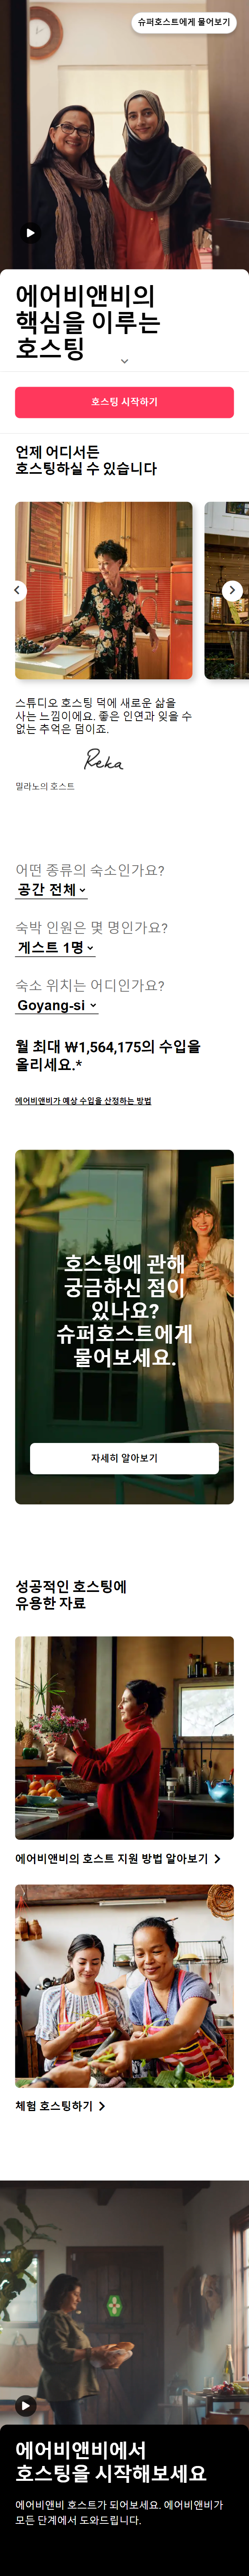 슈퍼호스트에게 물어보기
에어비앤비의
핵심을 이루는
호스팅
호스팅 시작하기
언제 어디서든
호스팅하실 수 있습니다
스튜디오 호스팅 덕에 새로운 삶을
사는 느낌이에요. 좋은 인연과 잊을 수
없는 추억은 덤이죠.
Reka
밀라노의 호스트
어떤 종류의 숙소인가요?
공간 전체
숙박 인원은 몇 명인가요?
게스트 1명
숙소 위치는 어디인가요?
Goyang-si
월 최대 ₩1,564,175의 수입을
올리세요.*
에어비앤비가 예상 수입을 산정하는 방법
호스팅에 관해
궁금하신 점이
있나요?
슈퍼호스트에게
물어보세요.
자세히 알아보기
성공적인 호스팅에
유용한 자료
에어비앤비의 호스트 지원 방법 알아보기
체험 호스팅하기
에어비앤비에서
호스팅을 시작해보세요
에어비앤비 호스트가 되어보세요. 에어비앤비가
모든 단계에서 도와드립니다.